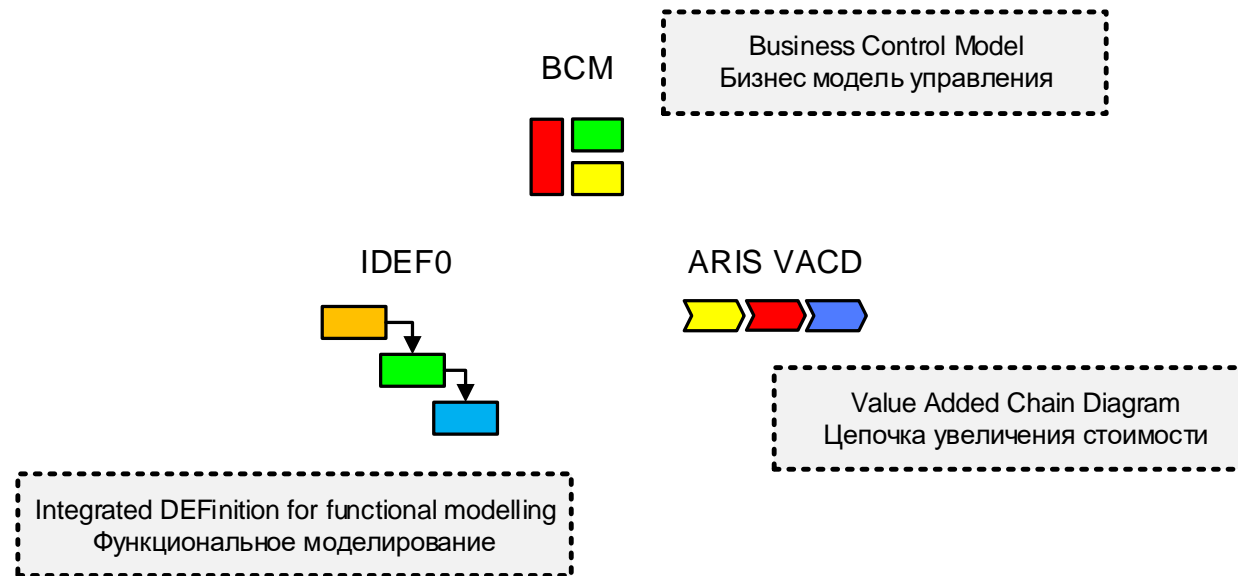 BCM
Business Control Model
Бизнес модель управления
IDEF0
ARIS VACD
Value Added Chain Diagram
Цепочка увеличения стоимости
Integrated DEFinition for functional modelling
Функциональное моделирование